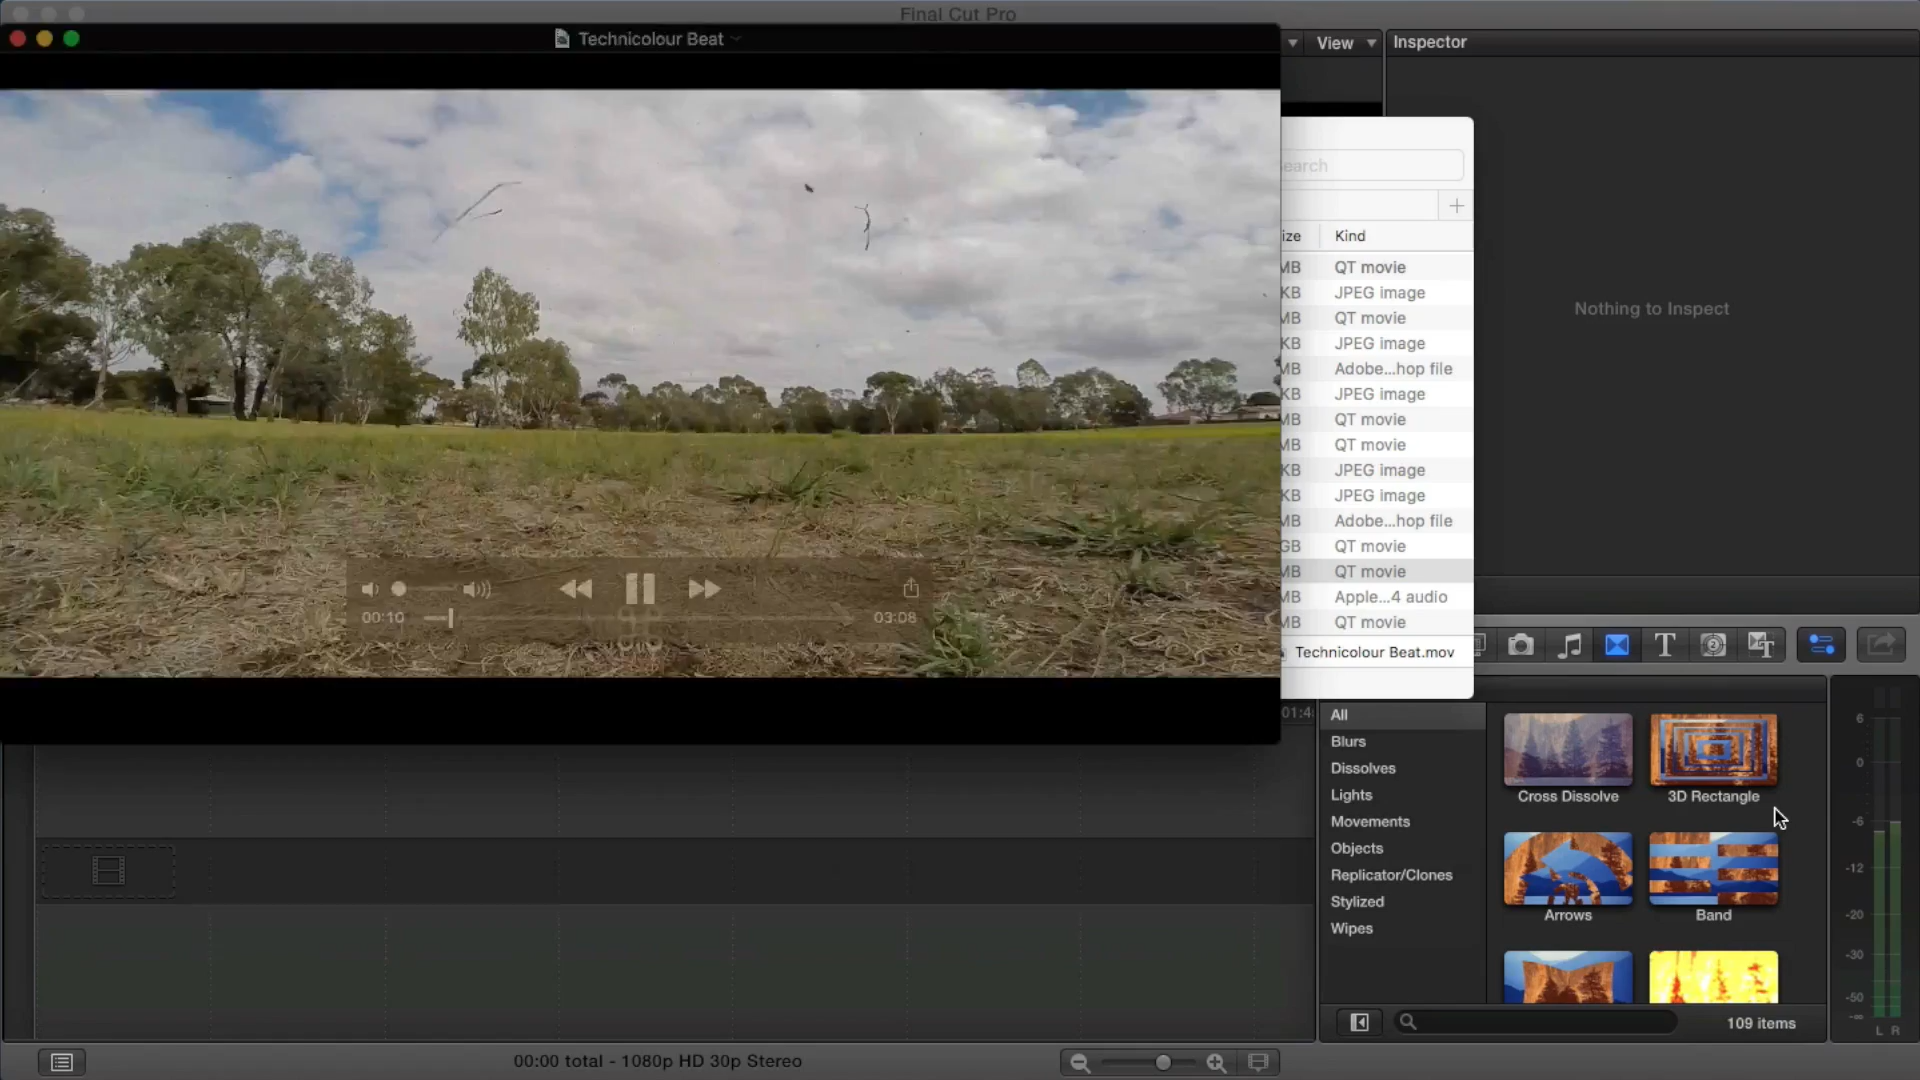 Final Cut Pro
Technicolour Beat
View
Inspector
earch
ize
Kind
MB QT movie
KB JPEG image
MB QT movie
KB JPEG image
MB Adobe...hop file
KB JPEG image
MB QT movie
MB QT movie
KB JPEG image
KB JPEG image
MB Adobe...hop file
GB QT movie
MB QT movie
MB Apple...4 audio
MB QT movie
Technicolour Beat.mov
Nothing to Inspect
00:10
03:08
All
Blurs
Dissolves
Lights
Movements
Objects
Replicator/Clones
Stylized
Wipes
Cross Dissolve
3D Rectangle
Arrows
Band
109 items
6
0
-6
-12
-20
-30
-50
-∞
L R
00:00 total - 1080p HD 30p Stereo